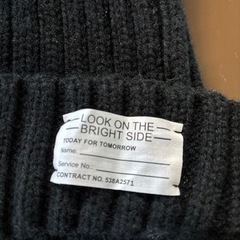 LOOK ON THE
BRIGHT SIDE
TODAY FOR TOMORROW
Name:
Service No.
CONTRACT NO. 538A2571